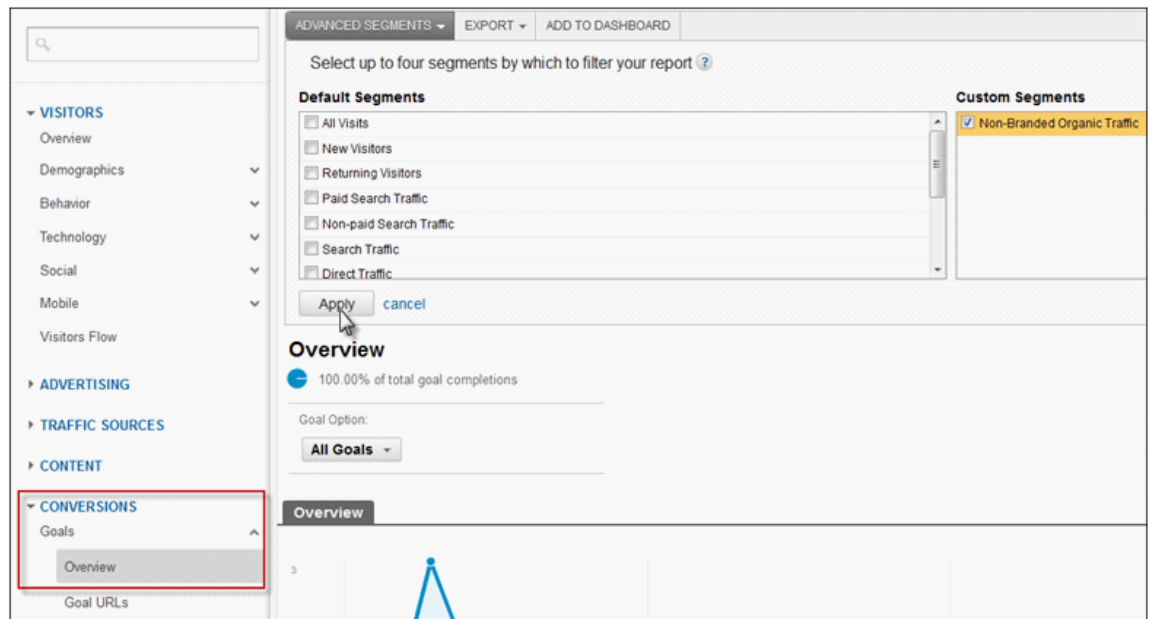 VISITORS
Overview
Demographics
Behavior
Technology
Social
Mobile
Visitors Flow
ADVERTISING
TRAFFIC SOURCES
CONTENT
CONVERSIONS
Goals
Overview
Goal URLs
ADVANCED SEGMENTS EXPORT ADD TO DASHBOARD
Select up to four segments by which to filter your report ?
Default Segments
All Visits
New Visitors
Returning Visitors
Paid Search Traffic
Non-paid Search Traffic
Search Traffic
Direct Traffic
Custom Segments
Non-Branded Organic Traffic
Apply cancel
Overview
100.00% of total goal completions
Goal Option:
All Goals
Overview
3